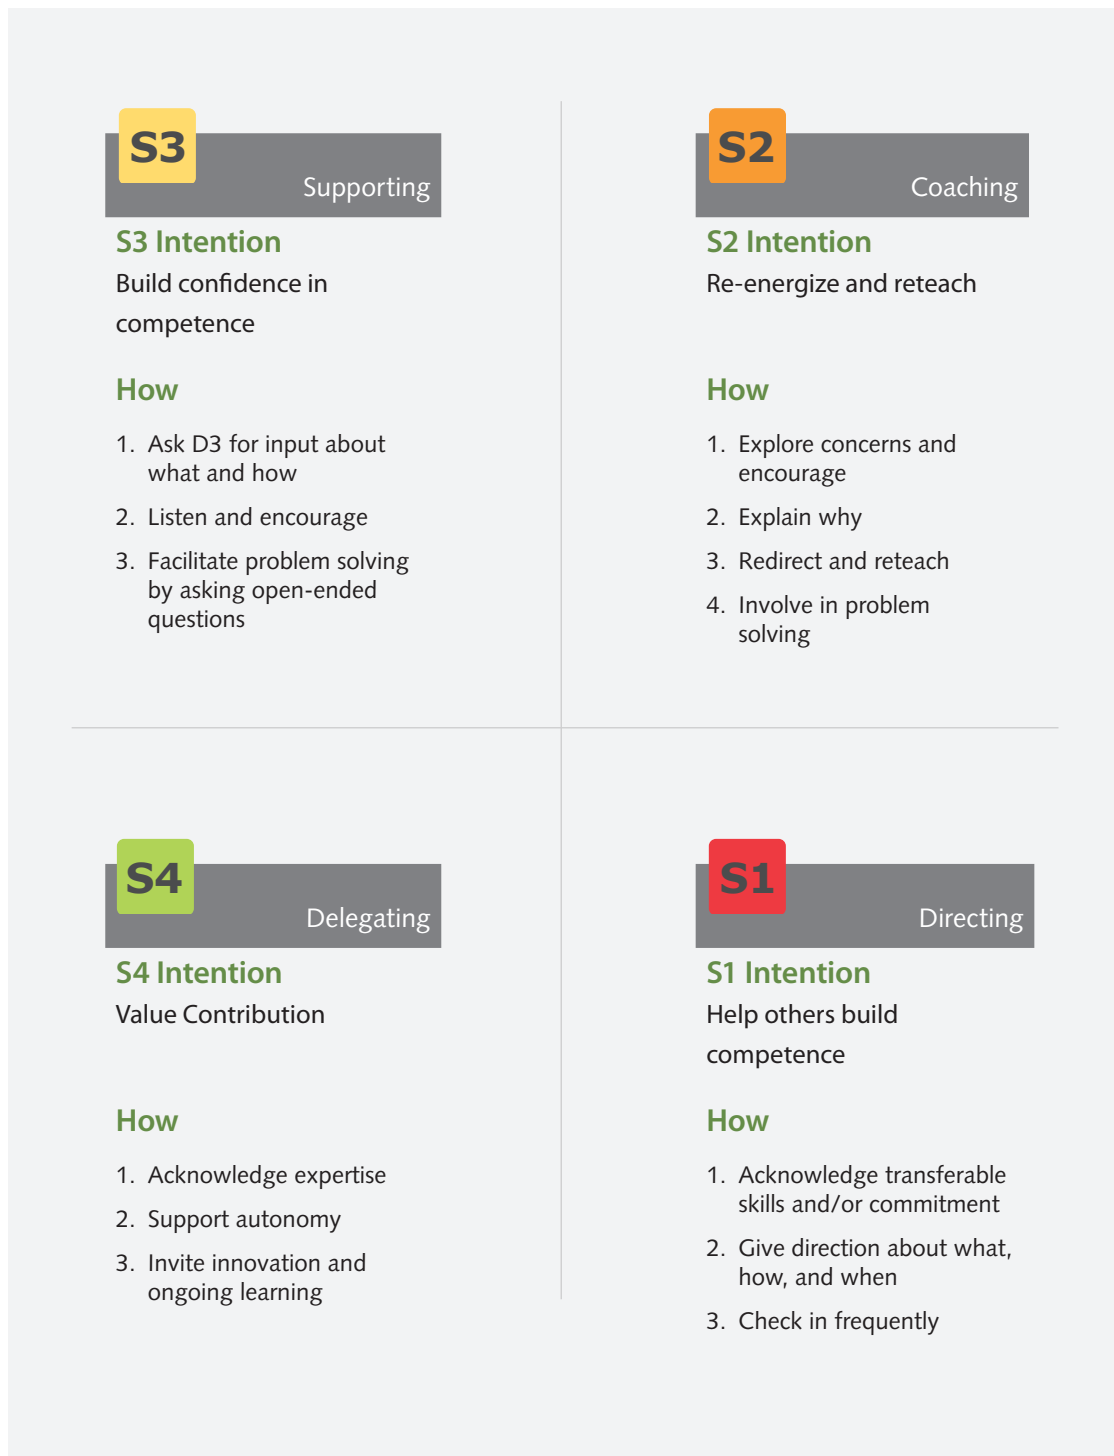 S3
Supporting
S3 Intention
Build confidence in
competence
How
1. Ask D3 for input about
what and how
2. Listen and encourage
3. Facilitate problem solving
by asking open-ended
questions
S2
Coaching
S2 Intention
Re-energize and reteach
How
1. Explore concerns and
encourage
2. Explain why
3. Redirect and reteach
4. Involve in problem
solving
S4
Delegating
S4 Intention
Value Contribution
How
1. Acknowledge expertise
2. Support autonomy
3. Invite innovation and
ongoing learning
S1
Directing
S1 Intention
Help others build
competence
How
1. Acknowledge transferable
skills and/or commitment
2. Give direction about what,
how, and when
3. Check in frequently